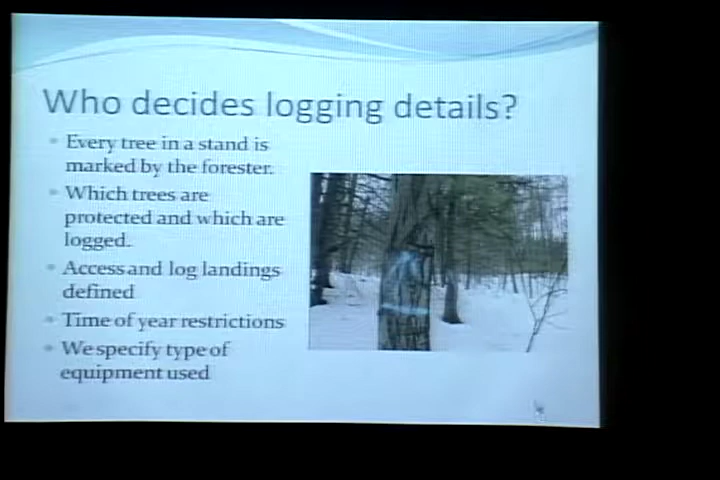 Who decides logging details?
Every tree in a stand is
marked by the forester.
Which trees are
protected and which are
logged.
Access and log landings
defined
Time of year restrictions
We specify type of
equipment used